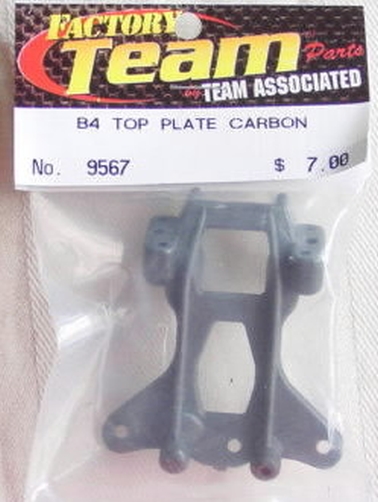 FACTORY
Team Parts
by TEAM ASSOCIATED
B4 TOP PLATE CARBON
No. 9567 $ 7.00